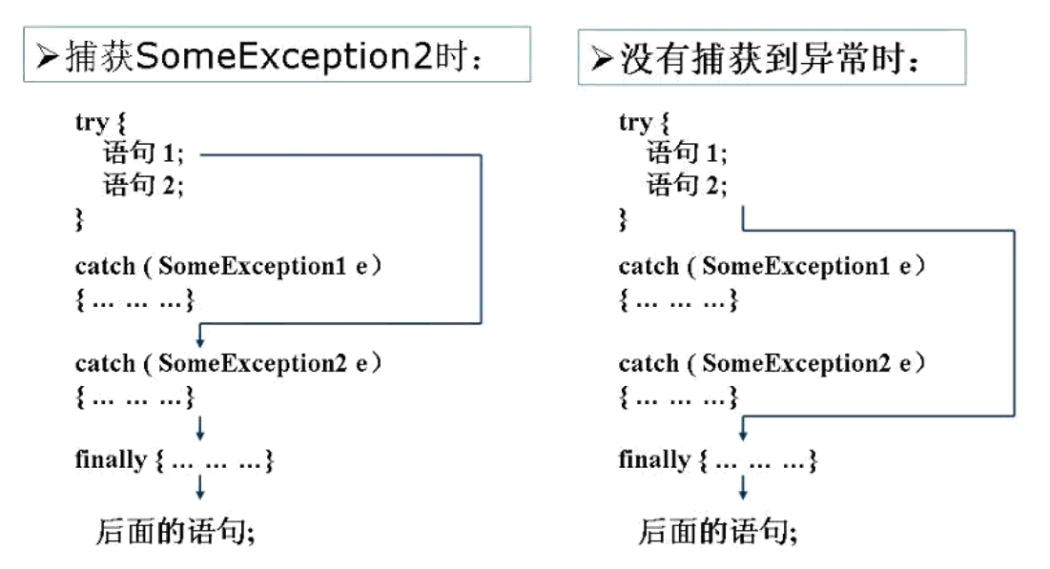 ➢捕获SomeException2时：
try {
语句 1;
语句 2;
}
catch ( SomeException1 e）
{ ... ... ...}
catch ( SomeException2 e）
{ ... ... ...}
finally { ... ... ...}
后面的语句;
➢没有捕获到异常时：
try {
语句 1;
语句 2;
}
catch ( SomeException1 e）
{ ... ... ...}
catch ( SomeException2 e）
{ ... ... ...}
finally { ... ... ...}
后面的语句;